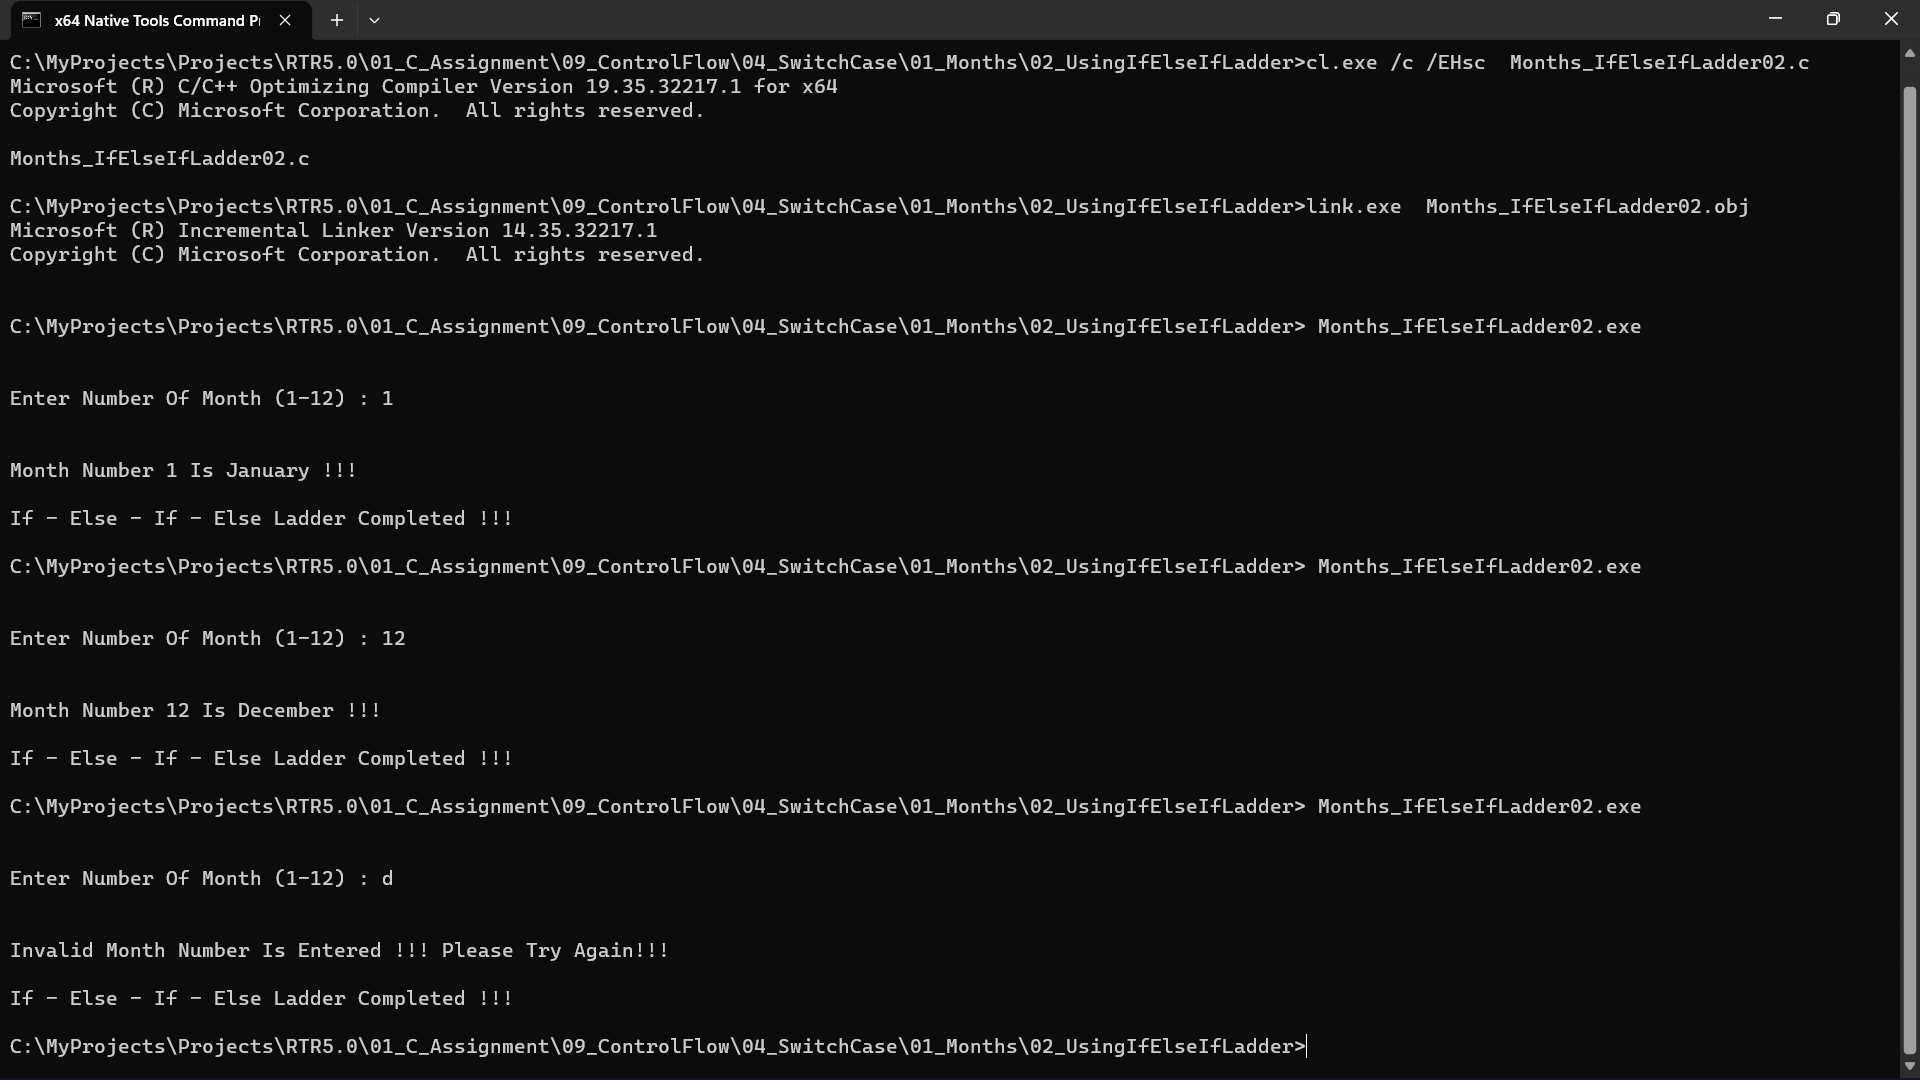 x64 Native Tools Command P
C:\MyProjects\Projects\RTR5.0\01_C_Assignment\09_ControlFlow\04_SwitchCase\01_Months\02_UsingIfElseIfLadder>cl.exe /c /EHsc  Months_IfElseIfLadder02.c
Microsoft (R) C/C++ Optimizing Compiler Version 19.35.32217.1 for x64
Copyright (C) Microsoft Corporation.  All rights reserved.
Months_IfElseIfLadder02.c
C:\MyProjects\Projects\RTR5.0\01_C_Assignment\09_ControlFlow\04_SwitchCase\01_Months\02_UsingIfElseIfLadder>link.exe  Months_IfElseIfLadder02.obj
Microsoft (R) Incremental Linker Version 14.35.32217.1
Copyright (C) Microsoft Corporation.  All rights reserved.
C:\MyProjects\Projects\RTR5.0\01_C_Assignment\09_ControlFlow\04_SwitchCase\01_Months\02_UsingIfElseIfLadder> Months_IfElseIfLadder02.exe
Enter Number Of Month (1-12) : 1
Month Number 1 Is January !!!
If - Else - If - Else Ladder Completed !!!
C:\MyProjects\Projects\RTR5.0\01_C_Assignment\09_ControlFlow\04_SwitchCase\01_Months\02_UsingIfElseIfLadder> Months_IfElseIfLadder02.exe
Enter Number Of Month (1-12) : 12
Month Number 12 Is December !!!
If - Else - If - Else Ladder Completed !!!
C:\MyProjects\Projects\RTR5.0\01_C_Assignment\09_ControlFlow\04_SwitchCase\01_Months\02_UsingIfElseIfLadder> Months_IfElseIfLadder02.exe
Enter Number Of Month (1-12) : d
Invalid Month Number Is Entered !!! Please Try Again!!!
If - Else - If - Else Ladder Completed !!!
C:\MyProjects\Projects\RTR5.0\01_C_Assignment\09_ControlFlow\04_SwitchCase\01_Months\02_UsingIfElseIfLadder>